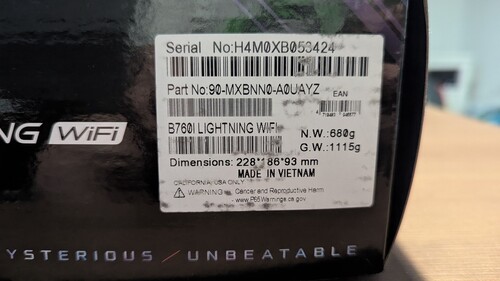 Serial No:H4M0XB053424
Part No:90-MXBNN0-A0UAYZ
EAN
B760I LIGHTNING WIFI
N.W.:680g
G.W.:1115g
Dimensions: 228*186*93 mm
MADE IN VIETNAM
CALIFORNIA, USA ONLY
WARNING Cancer and Reproductive Harm
www.P65Warnings.ca.gov
NG WiFi
YSTERIOUS / UNBEATABLE